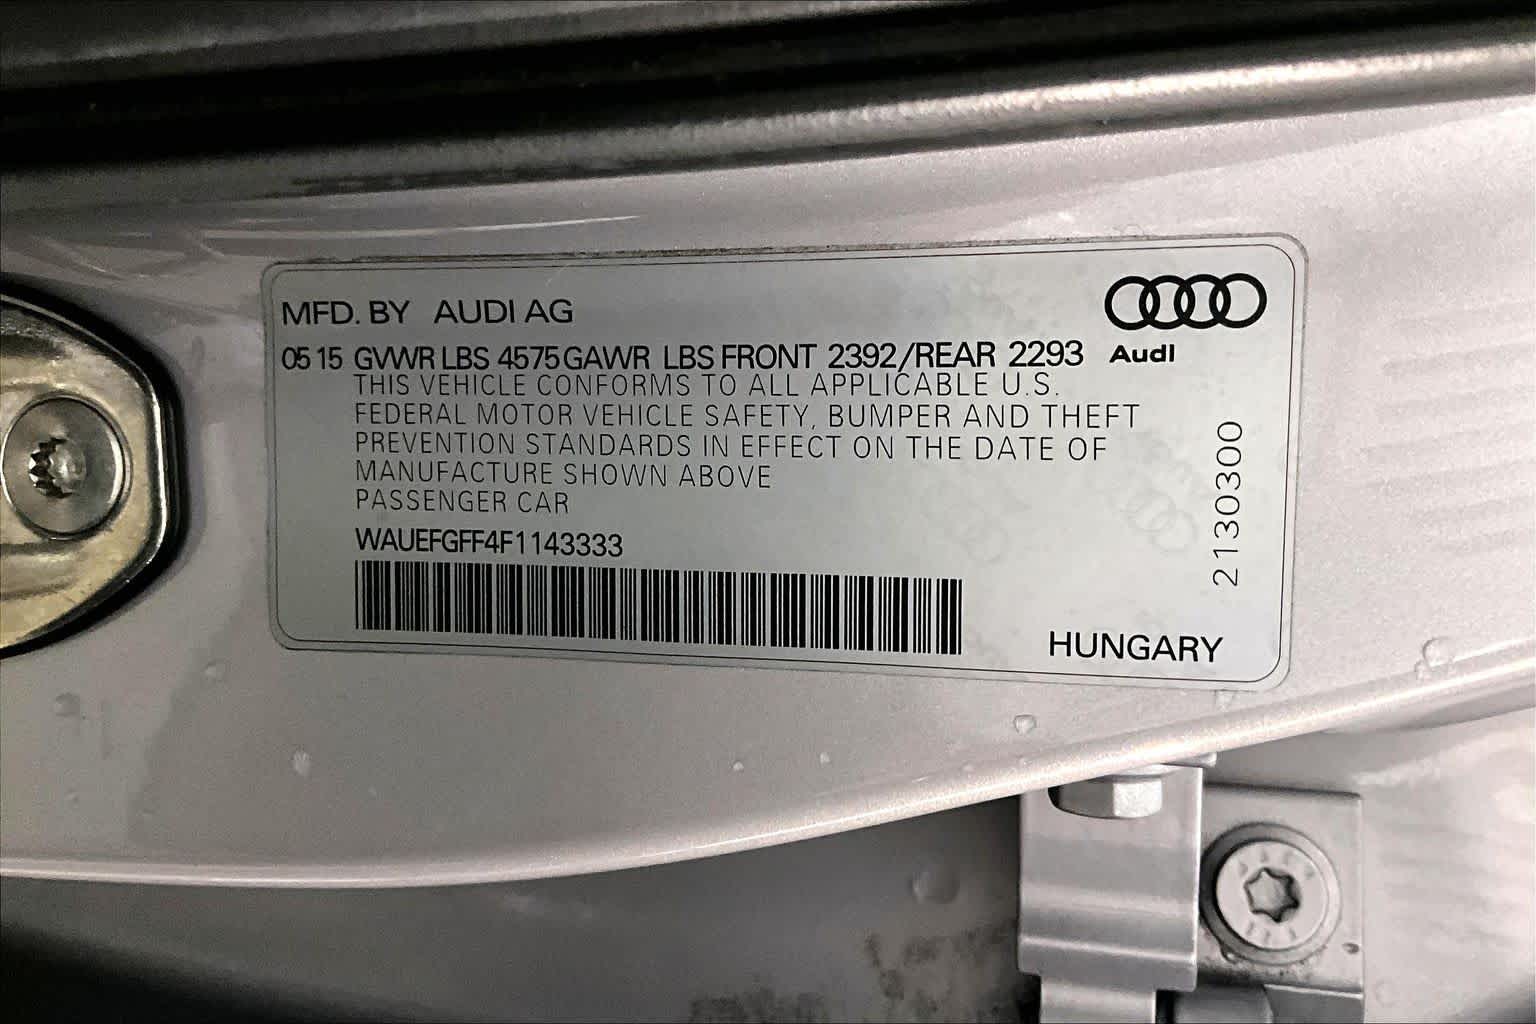 MFD. BY AUDI AG
Audi
05 15 GVWR LBS 4575 GAWR LBS FRONT 2392/REAR 2293
THIS VEHICLE CONFORMS TO ALL APPLICABLE U.S.
FEDERAL MOTOR VEHICLE SAFETY, BUMPER AND THEFT
PREVENTION STANDARDS IN EFFECT ON THE DATE OF
MANUFACTURE SHOWN ABOVE
PASSENGER CAR
WAUEFGFF4F1143333
2130300
HUNGARY